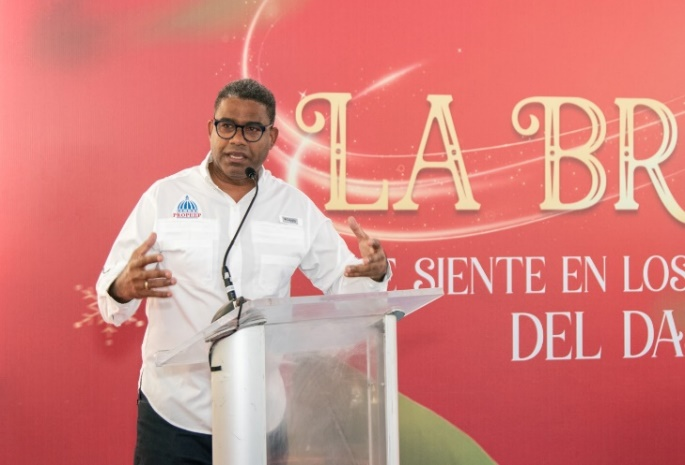 LA BR
E SIENTE EN LOS
DEL DA
PROPEEP